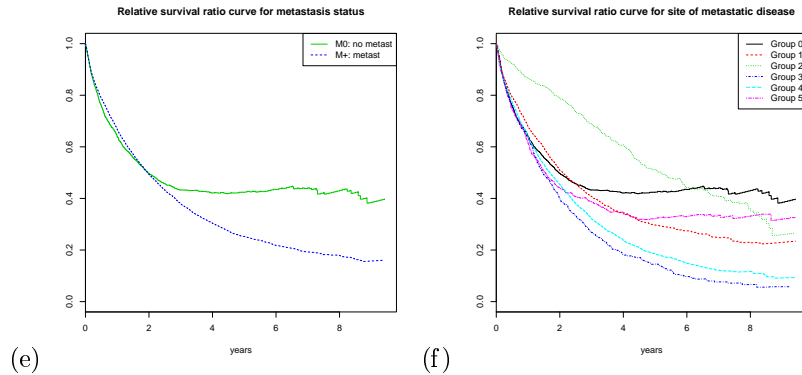 Relative survival ratio curve for metastasis status
1.0
0.8
0.6
0.4
0.2
0.0
M0: no metast
M+: metast
0
2
4
6
8
years
(e)
Relative survival ratio curve for site of metastatic disease
1.0
0.8
0.6
0.4
0.2
0.0
Group 0
Group 1
Group 2
Group 3
Group 4
Group 5
0
2
4
6
8
years
(f)